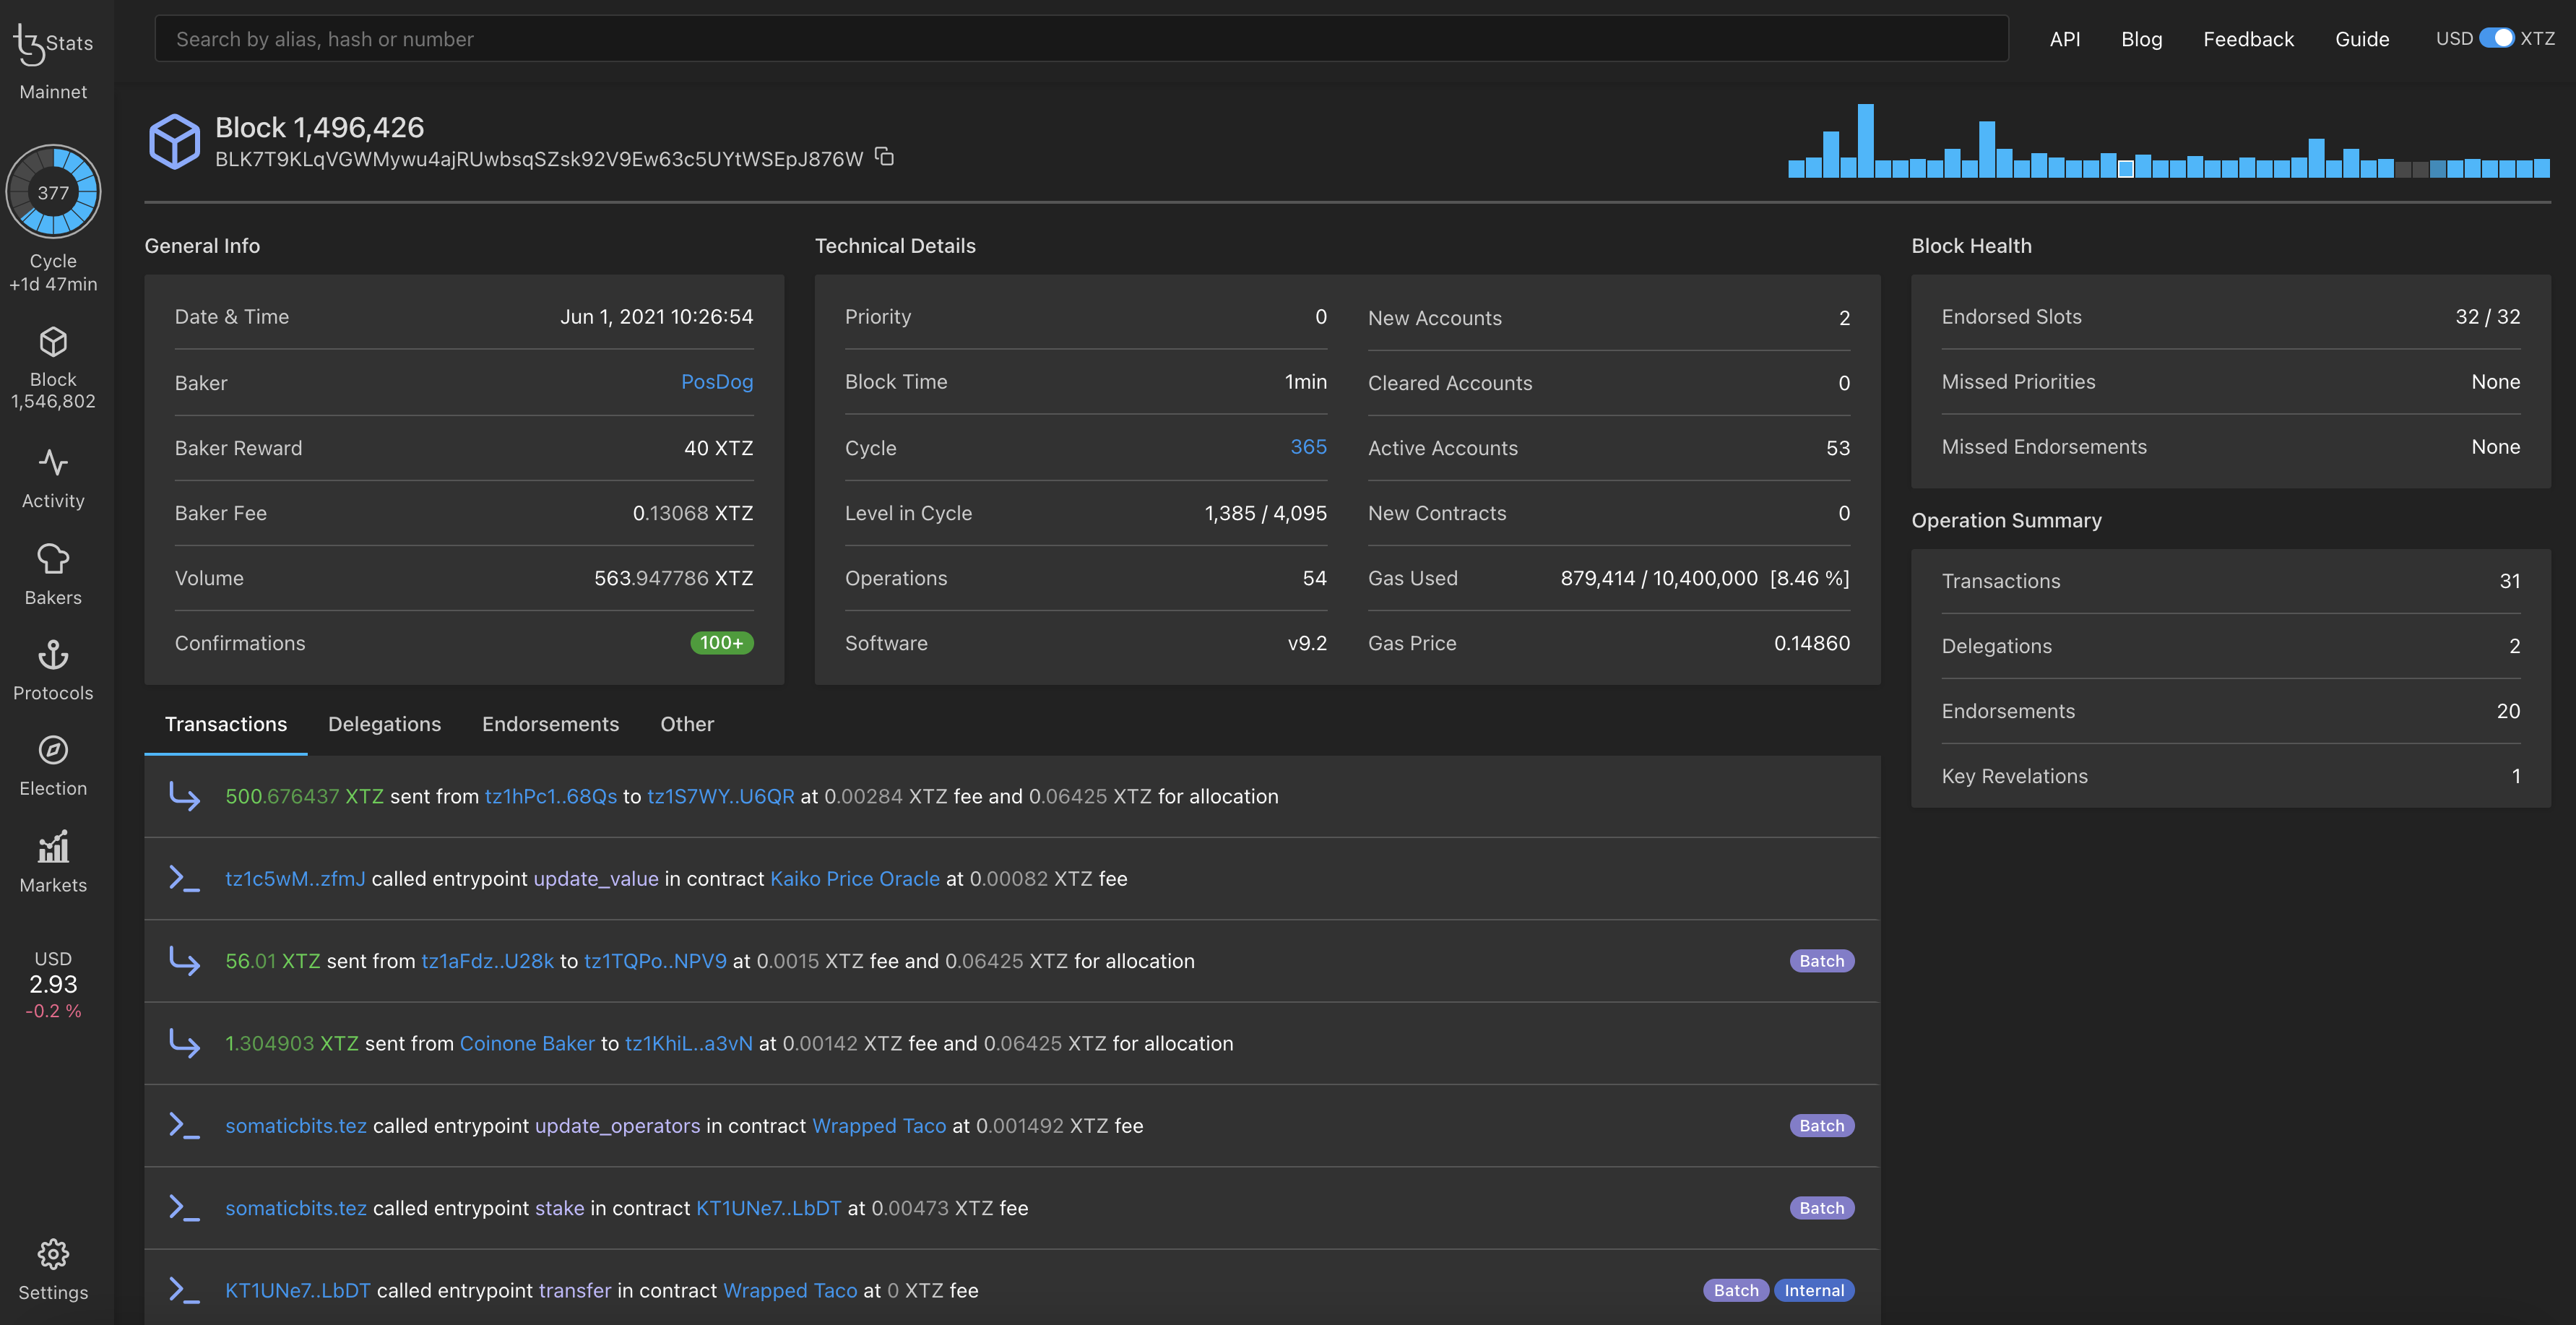 tz Stats
Mainnet
377
Cycle
+1d 47min
Block
1,546,802
Activity
Bakers
Protocols
Election
Markets
USD
2.93
-0.2 %
Settings
Search by alias, hash or number
API Blog Feedback Guide USD XTZ
Block 1,496,426
BLK7T9KLqVGWMywu4ajRUwbsqSZsk92V9Ew63c5UYtWSEpJ876W
General Info
Date & Time Jun 1, 2021 10:26:54
Baker PosDog
Baker Reward 40 XTZ
Baker Fee 0.13068 XTZ
Volume 563.947786 XTZ
Confirmations 100+
Technical Details
Priority 0
Block Time 1min
Cycle 365
Level in Cycle 1,385 / 4,095
Operations 54
Software v9.2
New Accounts 2
Cleared Accounts 0
Active Accounts 53
New Contracts 0
Gas Used 879,414 / 10,400,000 [8.46 %]
Gas Price 0.14860
Block Health
Endorsed Slots 32 / 32
Missed Priorities None
Missed Endorsements None
Operation Summary
Transactions 31
Delegations 2
Endorsements 20
Key Revelations 1
Transactions Delegations Endorsements Other
500.676437 XTZ sent from tz1hPc1..68Qs to tz1S7WY..U6QR at 0.00284 XTZ fee and 0.06425 XTZ for allocation
tz1c5wM..zfmJ called entrypoint update_value in contract Kaiko Price Oracle at 0.00082 XTZ fee
56.01 XTZ sent from tz1aFdz..U28k to tz1TQPo..NPV9 at 0.0015 XTZ fee and 0.06425 XTZ for allocation Batch
1.304903 XTZ sent from Coinone Baker to tz1KhiL..a3vN at 0.00142 XTZ fee and 0.06425 XTZ for allocation
somaticbits.tez called entrypoint update_operators in contract Wrapped Taco at 0.001492 XTZ fee Batch
somaticbits.tez called entrypoint stake in contract KT1UNe7..LbDT at 0.00473 XTZ fee Batch
KT1UNe7..LbDT called entrypoint transfer in contract Wrapped Taco at 0 XTZ fee Batch Internal